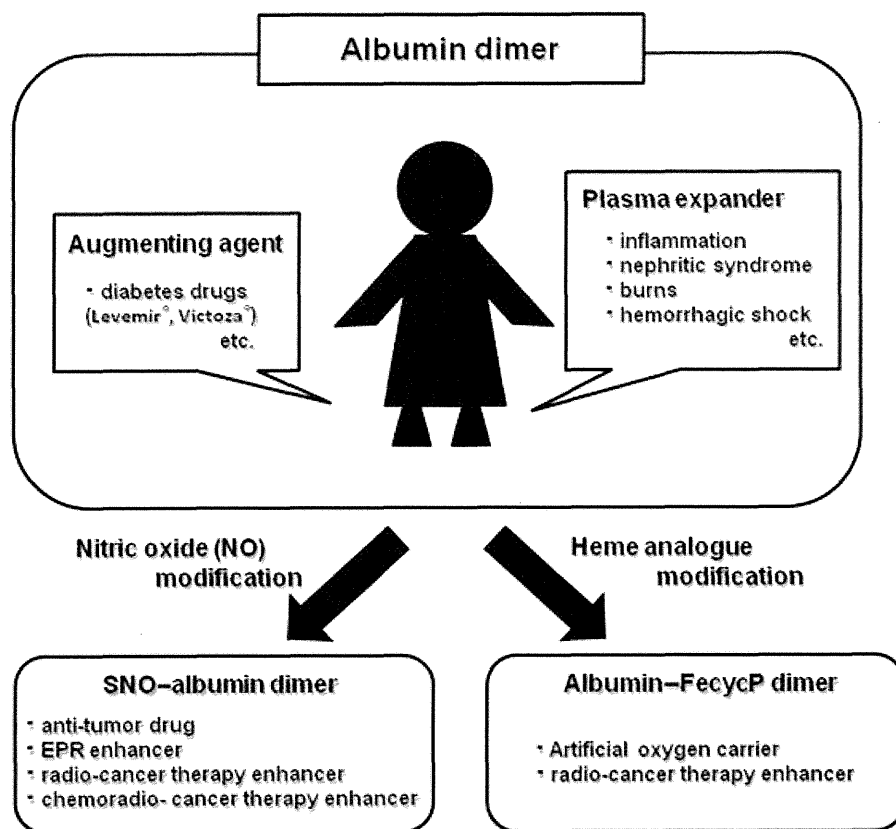 Albumin dimer
Augmenting agent
· diabetes drugs
(Levemir®, Victoza®)
etc.
Plasma expander
· inflammation
· nephritic syndrome
· burns
· hemorrhagic shock
etc.
Nitric oxide (NO)
modification
Heme analogue
modification
SNO–albumin dimer
· anti-tumor drug
· EPR enhancer
· radio-cancer therapy enhancer
· chemoradio- cancer therapy enhancer
Albumin–FecycP dimer
· Artificial oxygen carrier
· radio-cancer therapy enhancer